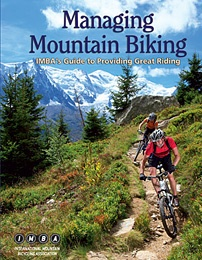 Managing
Mountain Biking
IMBA's Guide to Providing Great Riding
IMBA
INTERNATIONAL MOUNTAIN
BICYCLING ASSOCIATION